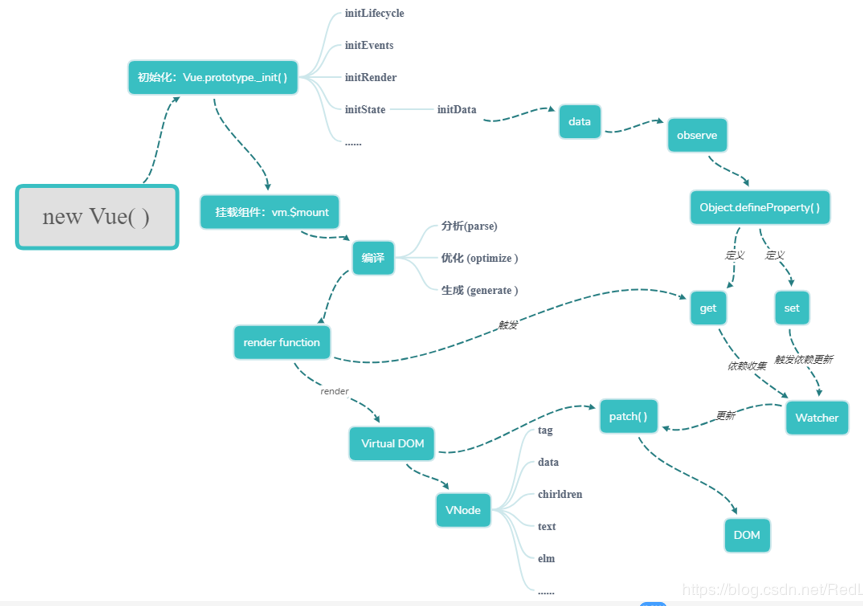 initLifecycle
initEvents
初始化：Vue.prototype._init( )
initRender
initState
initData
......
data
observe
new Vue( )
挂载组件：vm.$mount
Object.defineProperty( )
分析(parse)
编译
优化 (optimize )
生成 (generate )
定义
定义
get
set
render function
触发
依赖收集
触发依赖更新
render
Virtual DOM
patch( )
更新
Watcher
tag
data
VNode
chirldren
text
elm
......
DOM
https://blog.csdn.net/RedL